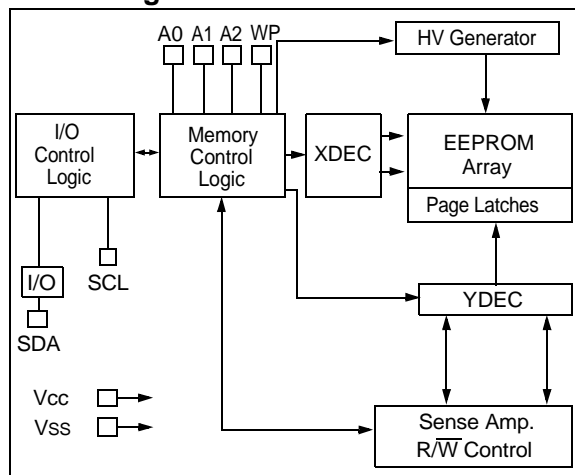 A0 A1 A2 WP
HV Generator
I/O
Control
Logic
Memory
Control
Logic
XDEC
EEPROM
Array
Page Latches
I/O
SCL
SDA
YDEC
Vcc
Vss
Sense Amp.
R/W̅ Control